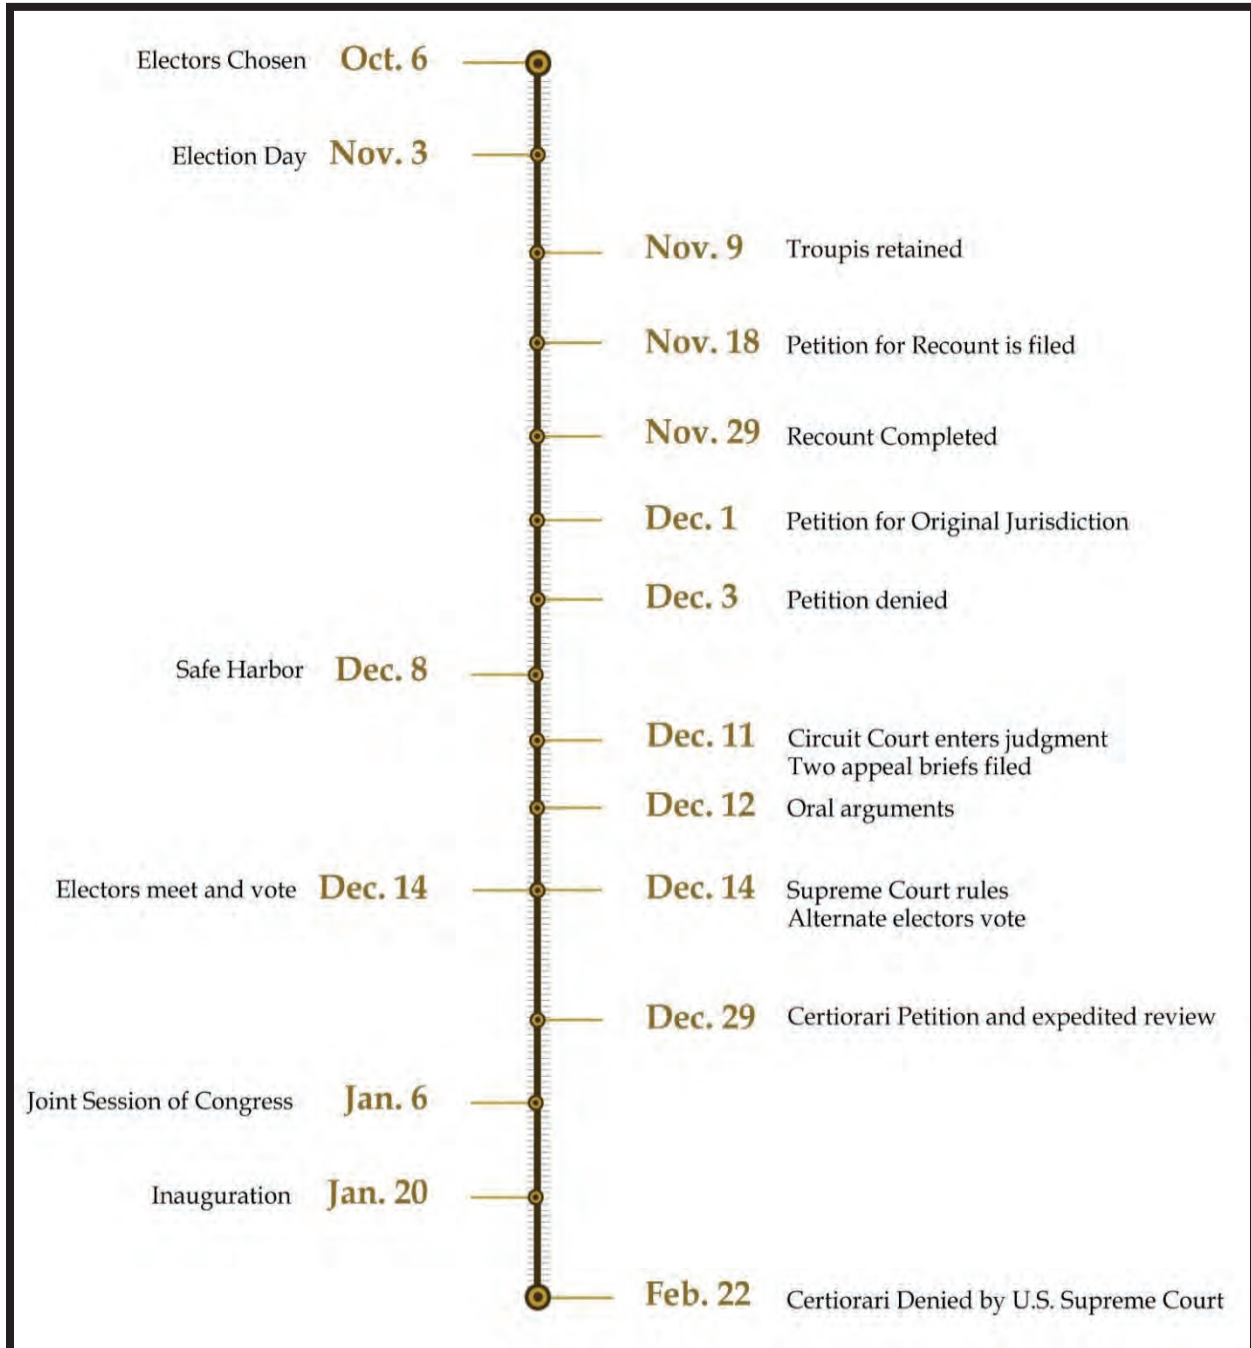 Electors Chosen Oct. 6
Election Day Nov. 3
Nov. 9 Troupis retained
Nov. 18 Petition for Recount is filed
Nov. 29 Recount Completed
Dec. 1 Petition for Original Jurisdiction
Dec. 3 Petition denied
Safe Harbor Dec. 8
Dec. 11 Circuit Court enters judgment
Two appeal briefs filed
Dec. 12 Oral arguments
Electors meet and vote Dec. 14 Dec. 14 Supreme Court rules
Alternate electors vote
Dec. 29 Certiorari Petition and expedited review
Joint Session of Congress Jan. 6
Inauguration Jan. 20
Feb. 22 Certiorari Denied by U.S. Supreme Court